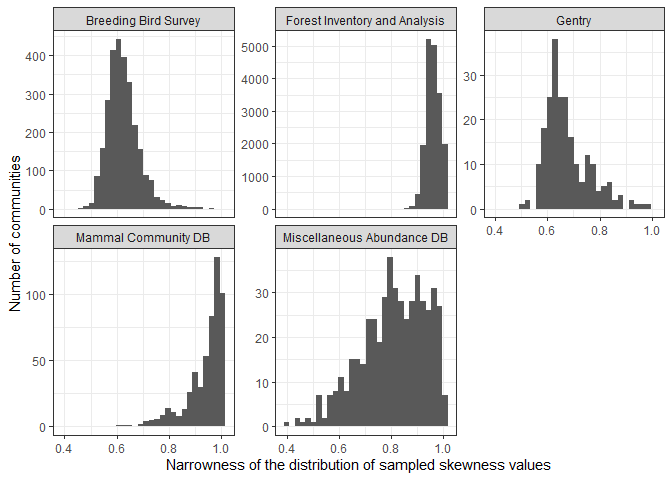 Breeding Bird Survey
Forest Inventory and Analysis
Gentry
400
300
200
100
0
5000
4000
3000
2000
1000
0
30
20
10
0
0.4 0.6 0.8 1.0
Mammal Community DB
Miscellaneous Abundance DB
100
50
0
30
20
10
0
0.4 0.6 0.8 1.0
0.4 0.6 0.8 1.0
Number of communities
Narrowness of the distribution of sampled skewness values